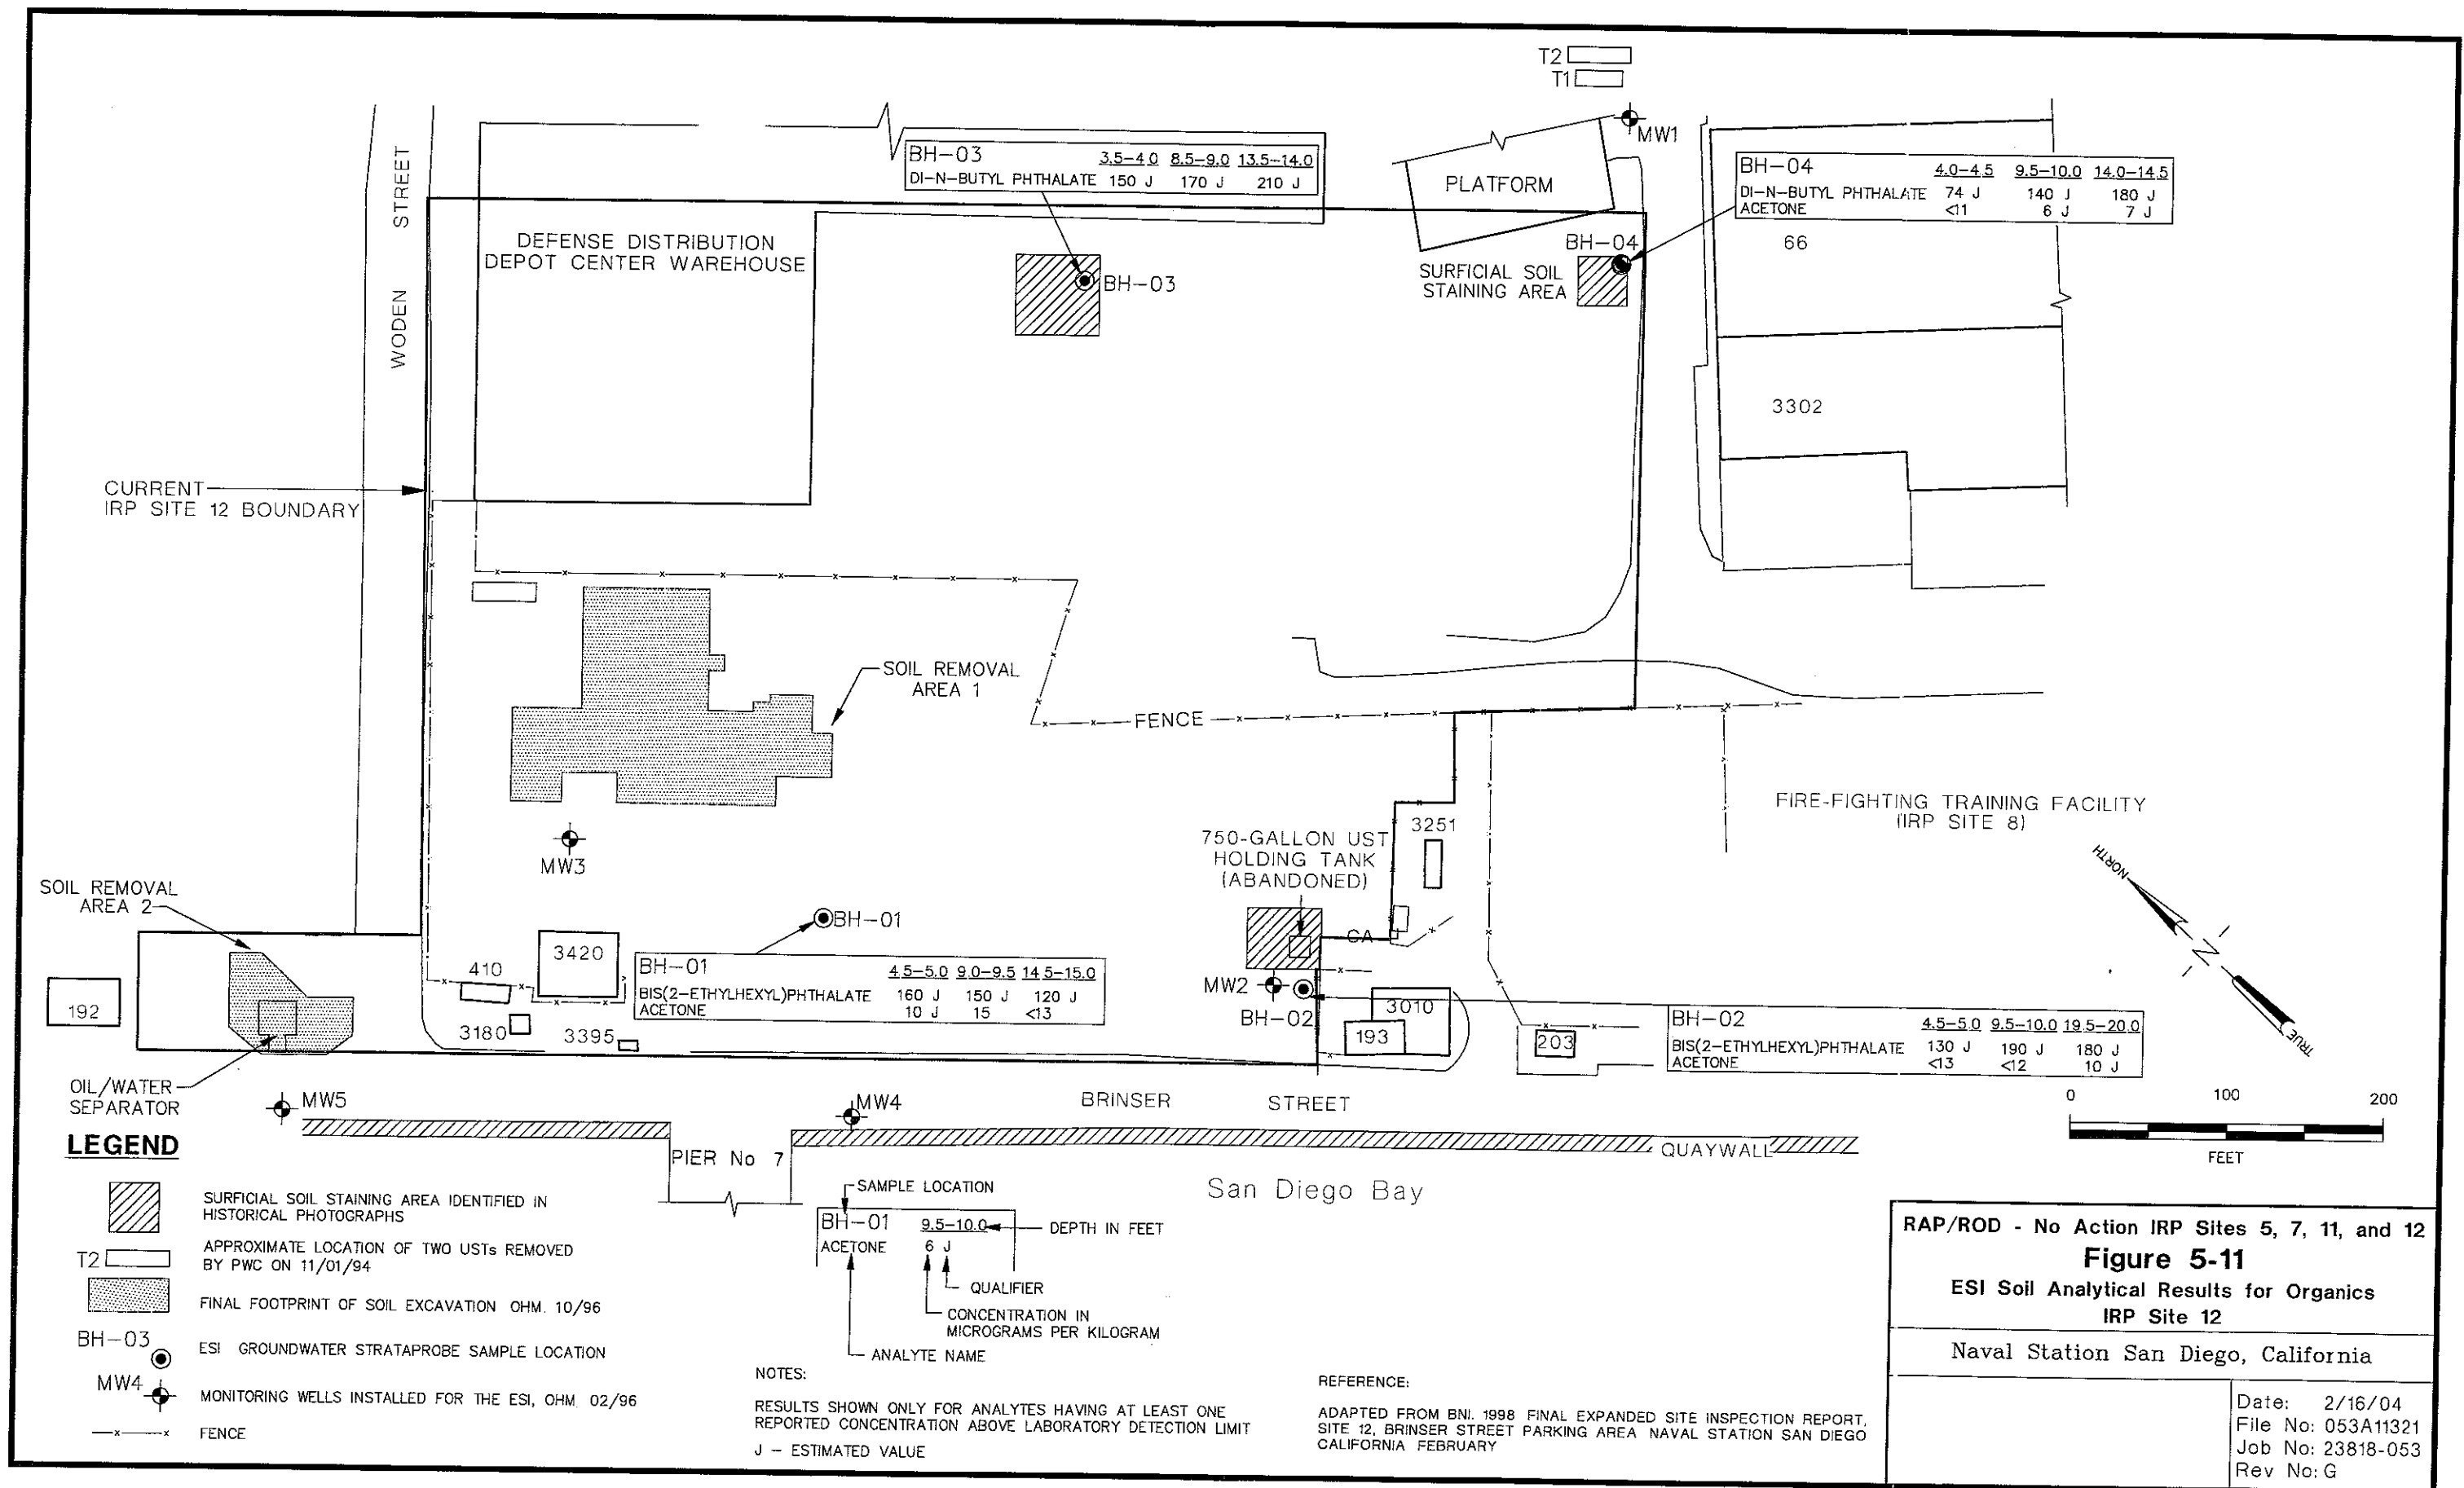 T2
T1
MW1
PLATFORM
WODEN STREET
BH-03 3.5-4.0 8.5-9.0 13.5-14.0
DI-N-BUTYL PHTHALATE 150 J 170 J 210 J
BH-04 4.0-4.5 9.5-10.0 14.0-14.5
DI-N-BUTYL PHTHALATE 74 J 140 J 180 J
ACETONE <11 6 J 7 J
DEFENSE DISTRIBUTION
DEPOT CENTER WAREHOUSE
BH-03
BH-04
SURFICIAL SOIL
STAINING AREA
66
3302
CURRENT
IRP SITE 12 BOUNDARY
SOIL REMOVAL
AREA 1
FENCE
FIRE-FIGHTING TRAINING FACILITY
(IRP SITE 8)
3251
750-GALLON UST
HOLDING TANK
(ABANDONED)
MW3
SOIL REMOVAL
AREA 2
BH-01
GA
NORTH
TRUE
192
410
3420
3180
3395
BH-01 4.5-5.0 9.0-9.5 14.5-15.0
BIS(2-ETHYLHEXYL)PHTHALATE 160 J 150 J 120 J
ACETONE 10 J 15 <13
MW2
BH-02
3010
193
203
BH-02 4.5-5.0 9.5-10.0 19.5-20.0
BIS(2-ETHYLHEXYL)PHTHALATE 130 J 190 J 180 J
ACETONE <13 <12 10 J
OIL/WATER
SEPARATOR
MW5
MW4
BRINSER STREET
0 100 200
FEET
PIER No 7
QUAYWALL
San Diego Bay
LEGEND
SURFICIAL SOIL STAINING AREA IDENTIFIED IN
HISTORICAL PHOTOGRAPHS
T2
APPROXIMATE LOCATION OF TWO USTs REMOVED
BY PWC ON 11/01/94
FINAL FOOTPRINT OF SOIL EXCAVATION OHM. 10/96
BH-03
ESI GROUNDWATER STRATAPROBE SAMPLE LOCATION
MW4
MONITORING WELLS INSTALLED FOR THE ESI, OHM 02/96
FENCE
SAMPLE LOCATION
BH-01 9.5-10.0
DEPTH IN FEET
ACETONE 6 J
QUALIFIER
CONCENTRATION IN
MICROGRAMS PER KILOGRAM
ANALYTE NAME
NOTES:
RESULTS SHOWN ONLY FOR ANALYTES HAVING AT LEAST ONE
REPORTED CONCENTRATION ABOVE LABORATORY DETECTION LIMIT
J - ESTIMATED VALUE
REFERENCE:
ADAPTED FROM BNI. 1998 FINAL EXPANDED SITE INSPECTION REPORT,
SITE 12, BRINSER STREET PARKING AREA NAVAL STATION SAN DIEGO
CALIFORNIA FEBRUARY
RAP/ROD - No Action IRP Sites 5, 7, 11, and 12
Figure 5-11
ESI Soil Analytical Results for Organics
IRP Site 12
Naval Station San Diego, California
Date: 2/16/04
File No: 053A11321
Job No: 23818-053
Rev No: G